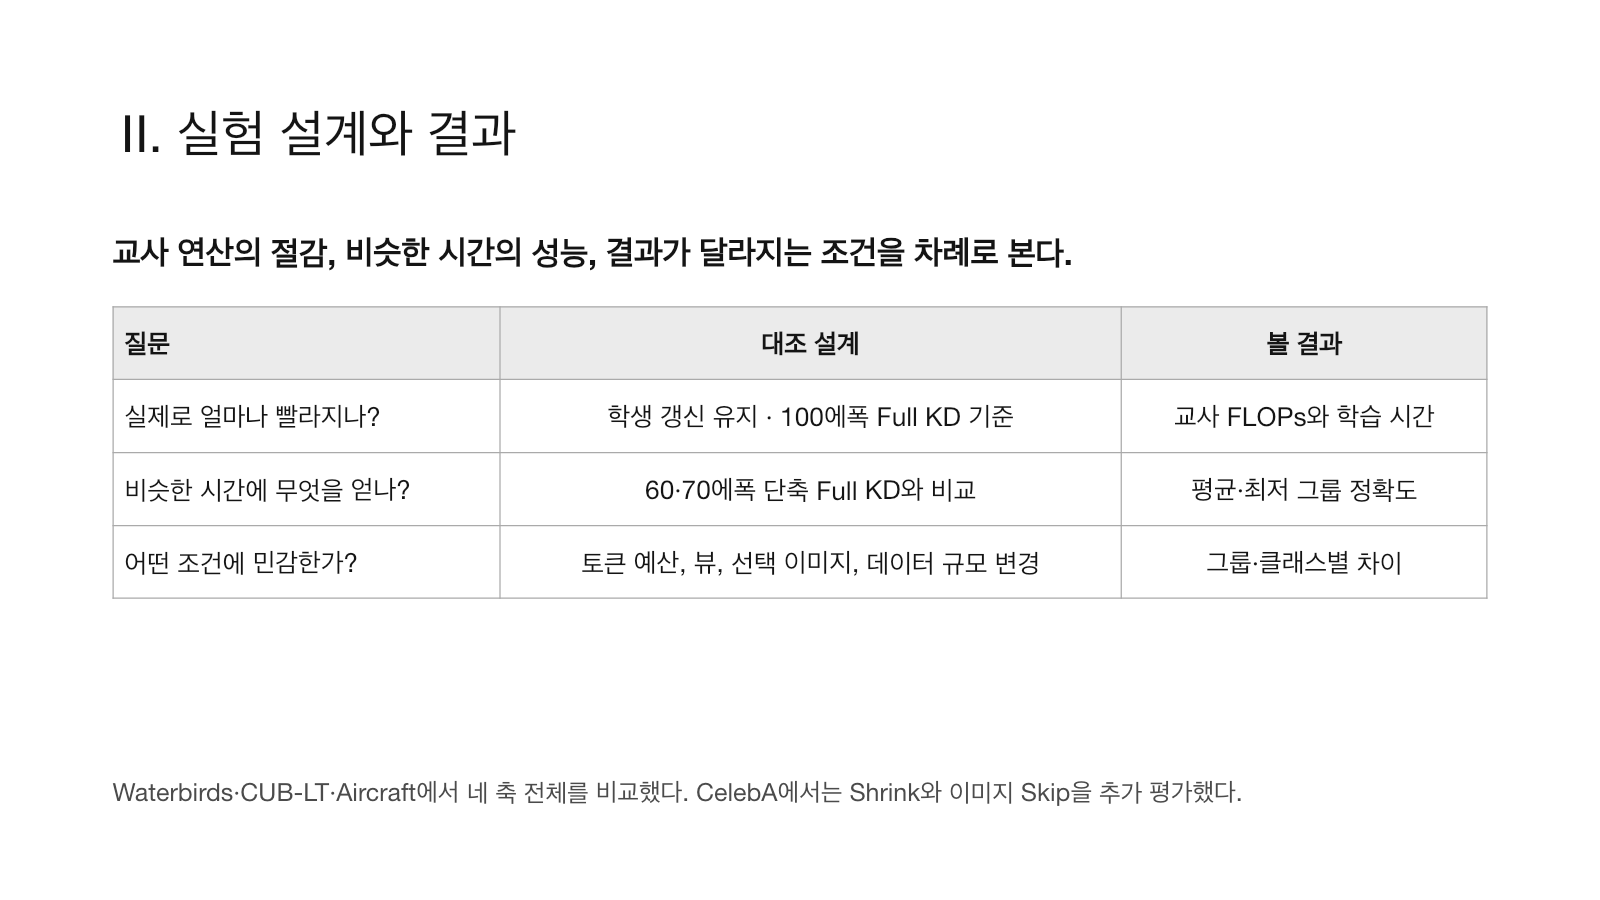 II. 실험 설계와 결과
교사 연산의 절감, 비슷한 시간의 성능, 결과가 달라지는 조건을 차례로 본다.
질문 대조 설계 볼 결과
실제로 얼마나 빨라지나? 학생 갱신 유지 · 100에폭 Full KD 기준 교사 FLOPs와 학습 시간
비슷한 시간에 무엇을 얻나? 60·70에폭 단축 Full KD와 비교 평균·최저 그룹 정확도
어떤 조건에 민감한가? 토큰 예산, 뷰, 선택 이미지, 데이터 규모 변경 그룹·클래스별 차이
Waterbirds·CUB-LT·Aircraft에서 네 축 전체를 비교했다. CelebA에서는 Shrink와 이미지 Skip을 추가 평가했다.